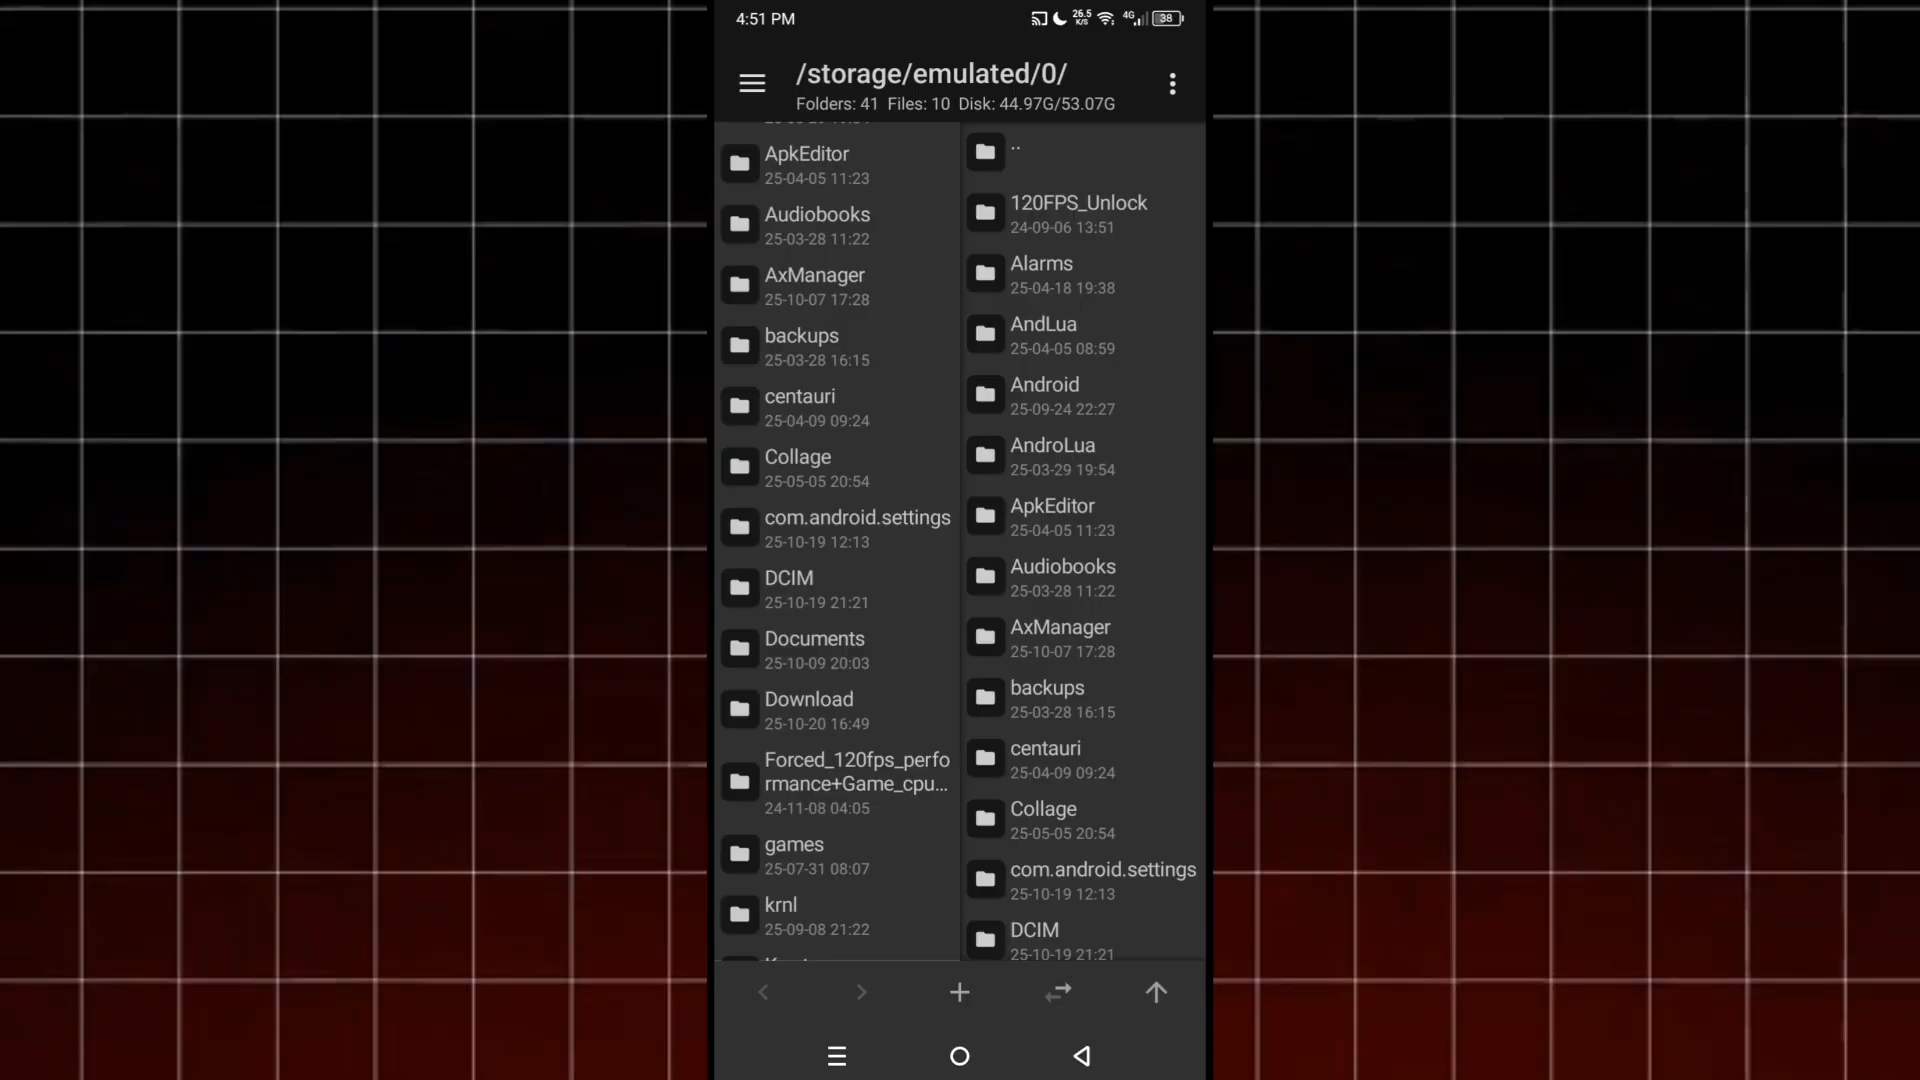 4:51 PM
26.5
K/S
4G
38
/storage/emulated/0/
Folders: 41 Files: 10 Disk: 44.97G/53.07G
ApkEditor
25-04-05 11:23
Audiobooks
25-03-28 11:22
AxManager
25-10-07 17:28
backups
25-03-28 16:15
centauri
25-04-09 09:24
Collage
25-05-05 20:54
com.android.settings
25-10-19 12:13
DCIM
25-10-19 21:21
Documents
25-10-09 20:03
Download
25-10-20 16:49
Forced_120fps_perfo
rmance+Game_cpu...
24-11-08 04:05
games
25-07-31 08:07
krnl
25-09-08 21:22
..
120FPS_Unlock
24-09-06 13:51
Alarms
25-04-18 19:38
AndLua
25-04-05 08:59
Android
25-09-24 22:27
AndroLua
25-03-29 19:54
ApkEditor
25-04-05 11:23
Audiobooks
25-03-28 11:22
AxManager
25-10-07 17:28
backups
25-03-28 16:15
centauri
25-04-09 09:24
Collage
25-05-05 20:54
com.android.settings
25-10-19 12:13
DCIM
25-10-19 21:21